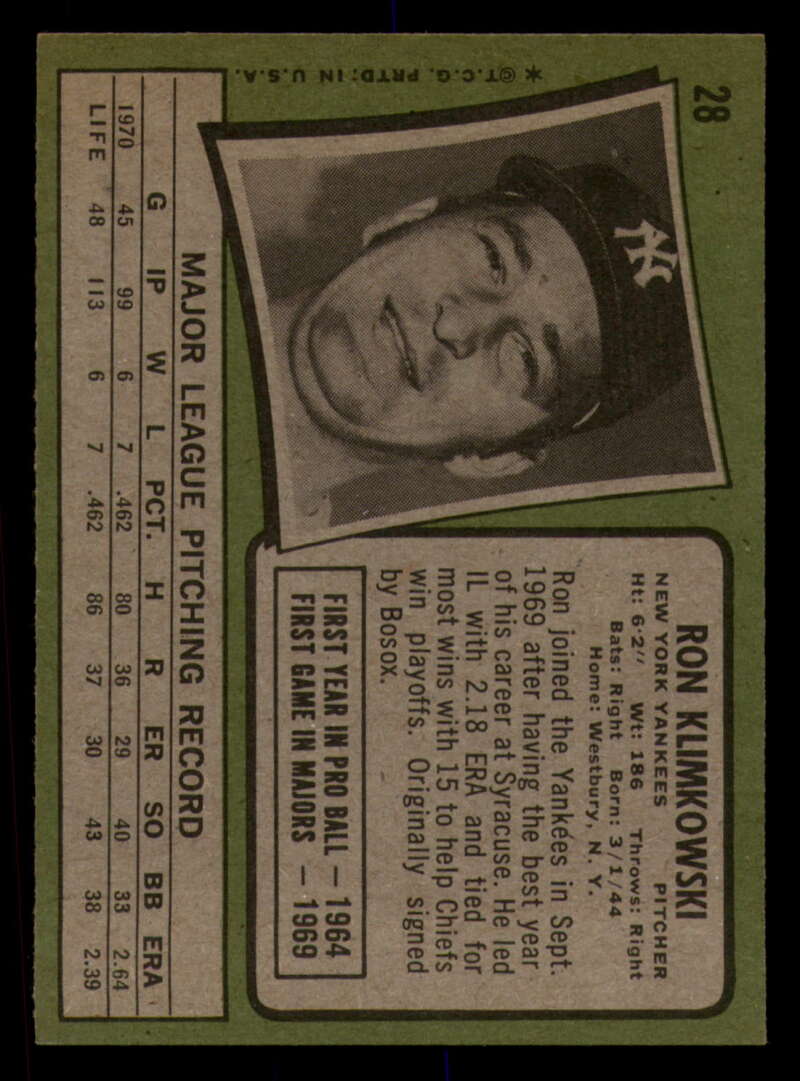 28
NY
RON KLIMKOWSKI
NEW YORK YANKEES PITCHER
Ht: 6·2" Wt: 186 Throws: Right
Bats: Right Born: 3/1/44
Home: Westbury, N. Y.
Ron joined the Yankees in Sept.
1969 after having the best year
of his career at Syracuse. He led
IL with 2.18 ERA and tied for
most wins with 15 to help Chiefs
win playoffs. Originally signed
by Bosox.
FIRST YEAR IN PRO BALL — 1964
FIRST GAME IN MAJORS — 1969
✶ ©T.C.G. PRTD: IN U.S.A.
MAJOR LEAGUE PITCHING RECORD
G IP W L PCT. H R ER SO BB ERA
1970 45 99 6 7 .462 80 36 29 40 33 2.64
LIFE 48 113 6 7 .462 86 37 30 43 38 2.39